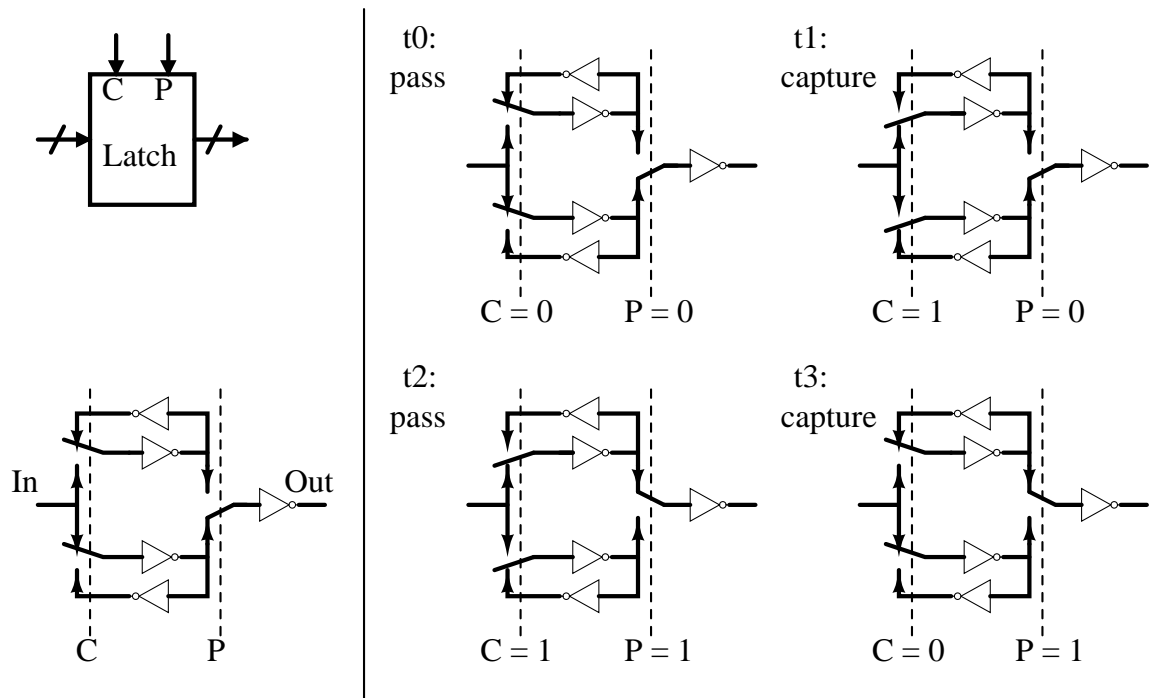 C P
Latch
In
Out
C P
t0:
pass
C = 0 P = 0
t1:
capture
C = 1 P = 0
t2:
pass
C = 1 P = 1
t3:
capture
C = 0 P = 1